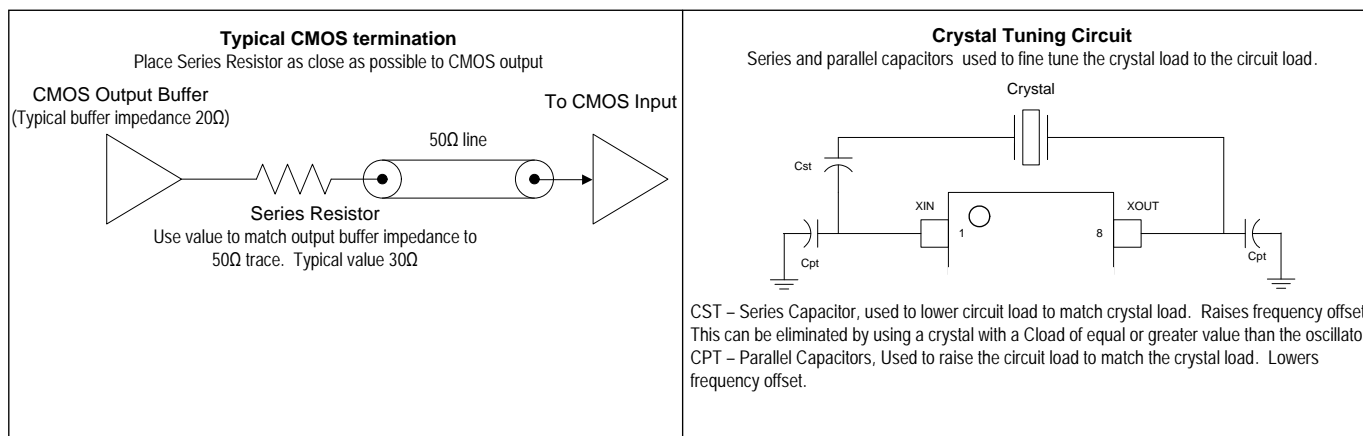 Typical CMOS termination
Place Series Resistor as close as possible to CMOS output
CMOS Output Buffer
(Typical buffer impedance 20Ω)
To CMOS Input
50Ω line
Series Resistor
Use value to match output buffer impedance to
50Ω trace. Typical value 30Ω
Crystal Tuning Circuit
Series and parallel capacitors used to fine tune the crystal load to the circuit load.
Crystal
Cst
XIN
XOUT
1
8
Cpt
Cpt
CST – Series Capacitor, used to lower circuit load to match crystal load. Raises frequency offset
This can be eliminated by using a crystal with a Cload of equal or greater value than the oscillato
CPT – Parallel Capacitors, Used to raise the circuit load to match the crystal load. Lowers
frequency offset.